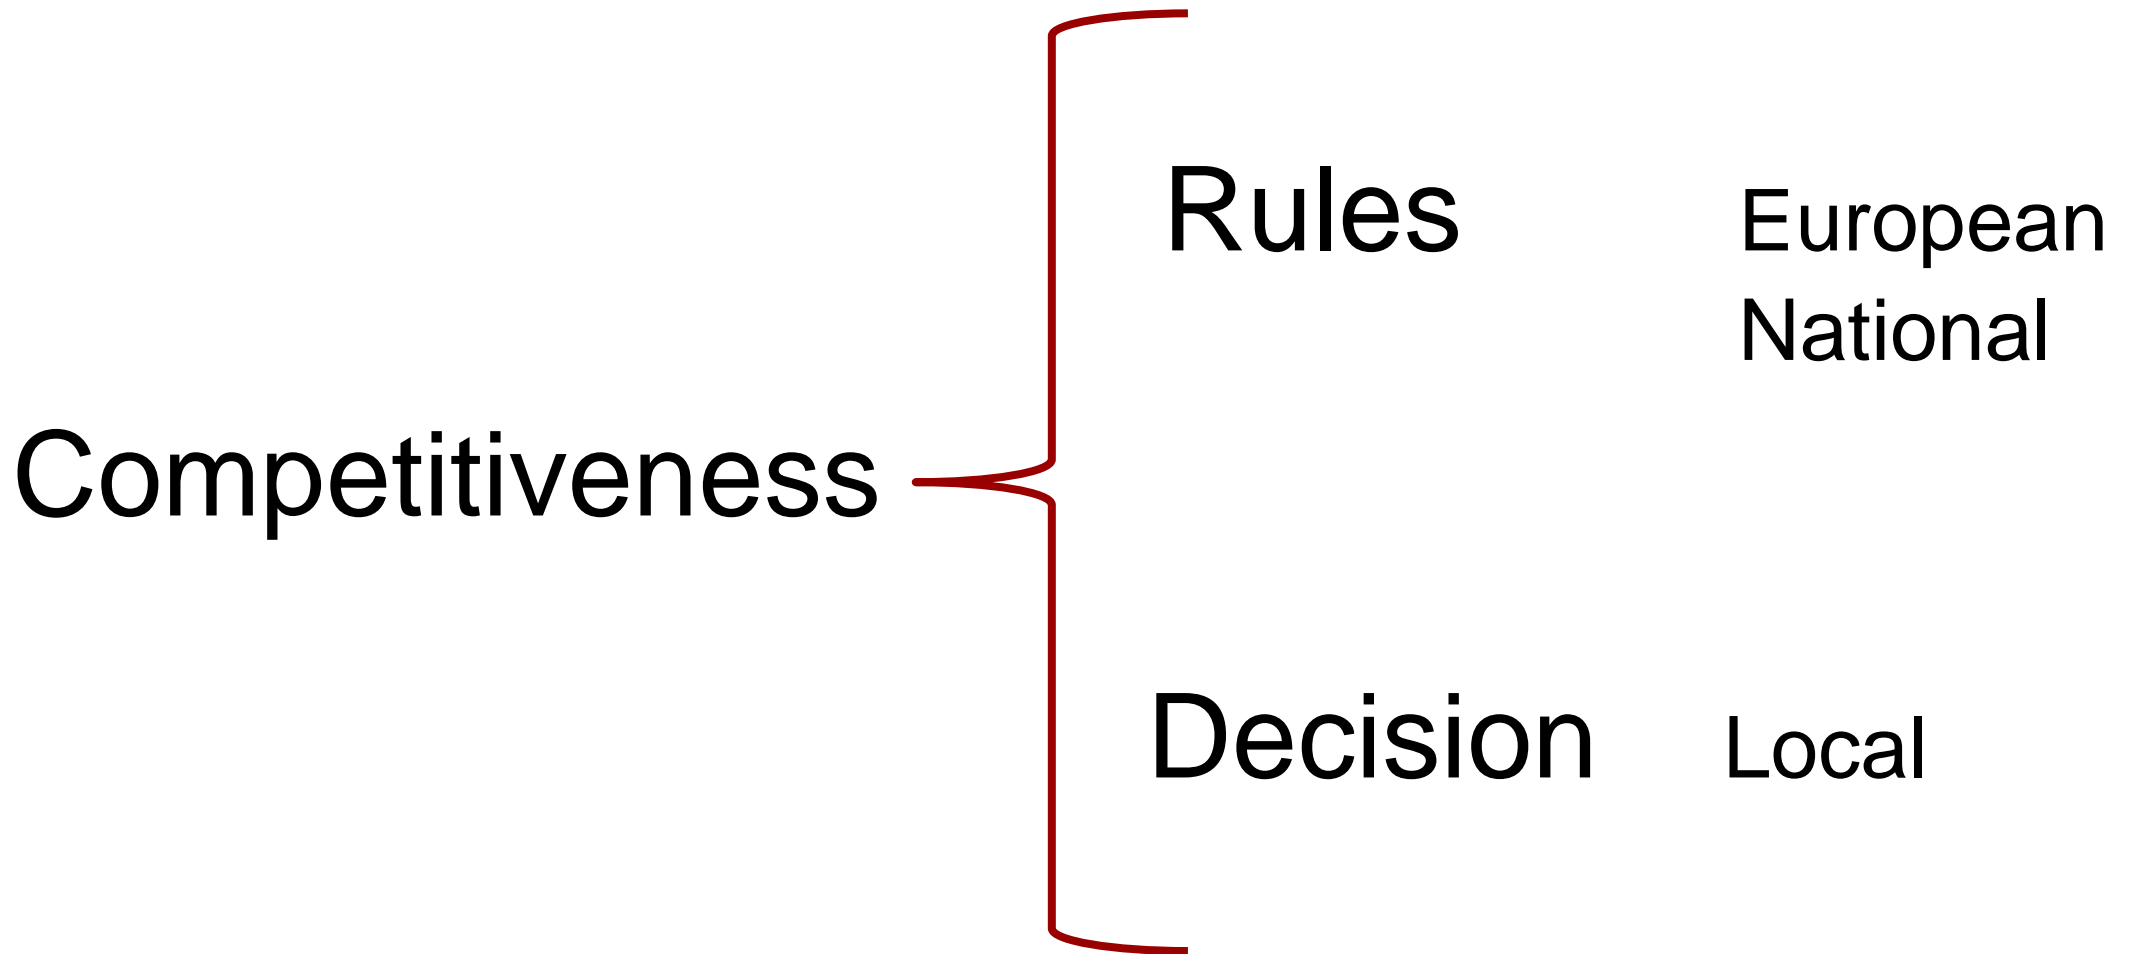 Rules European
National
Competitiveness
Decision Local